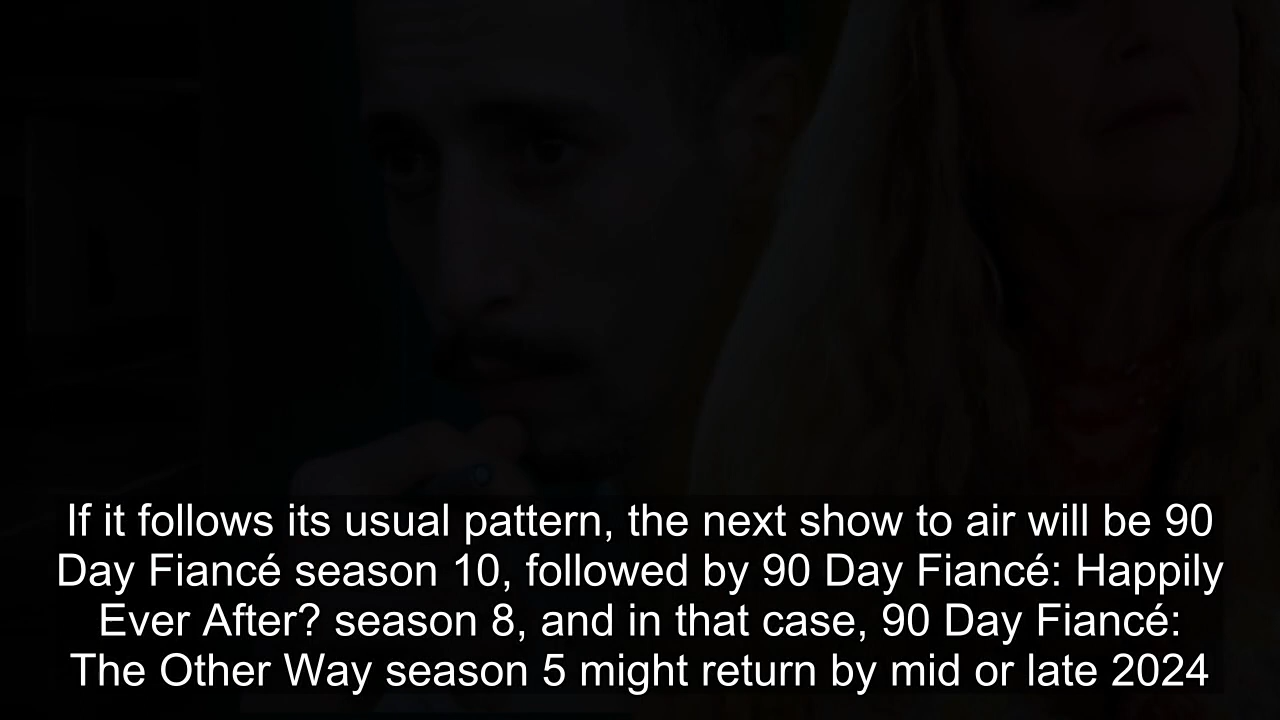 If it follows its usual pattern, the next show to air will be 90
Day Fiancé season 10, followed by 90 Day Fiancé: Happily
Ever After? season 8, and in that case, 90 Day Fiancé:
The Other Way season 5 might return by mid or late 2024